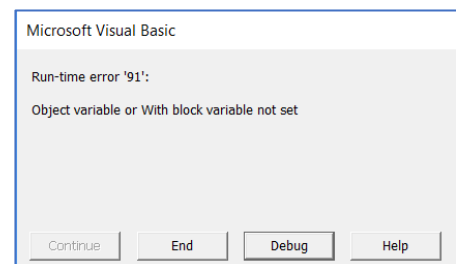 Microsoft Visual Basic
Run-time error '91':
Object variable or With block variable not set
Continue
End
Debug
Help